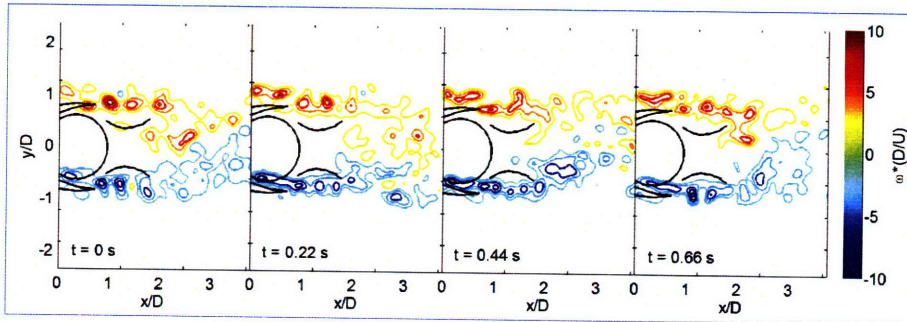 2
1
0
-1
-2
y/D
t = 0 s
t = 0.22 s
t = 0.44 s
t = 0.66 s
0 1 2 3 0 1 2 3 0 1 2 3 0 1 2 3
x/D x/D x/D x/D
10
5
0
-5
-10
ω*(D/U)